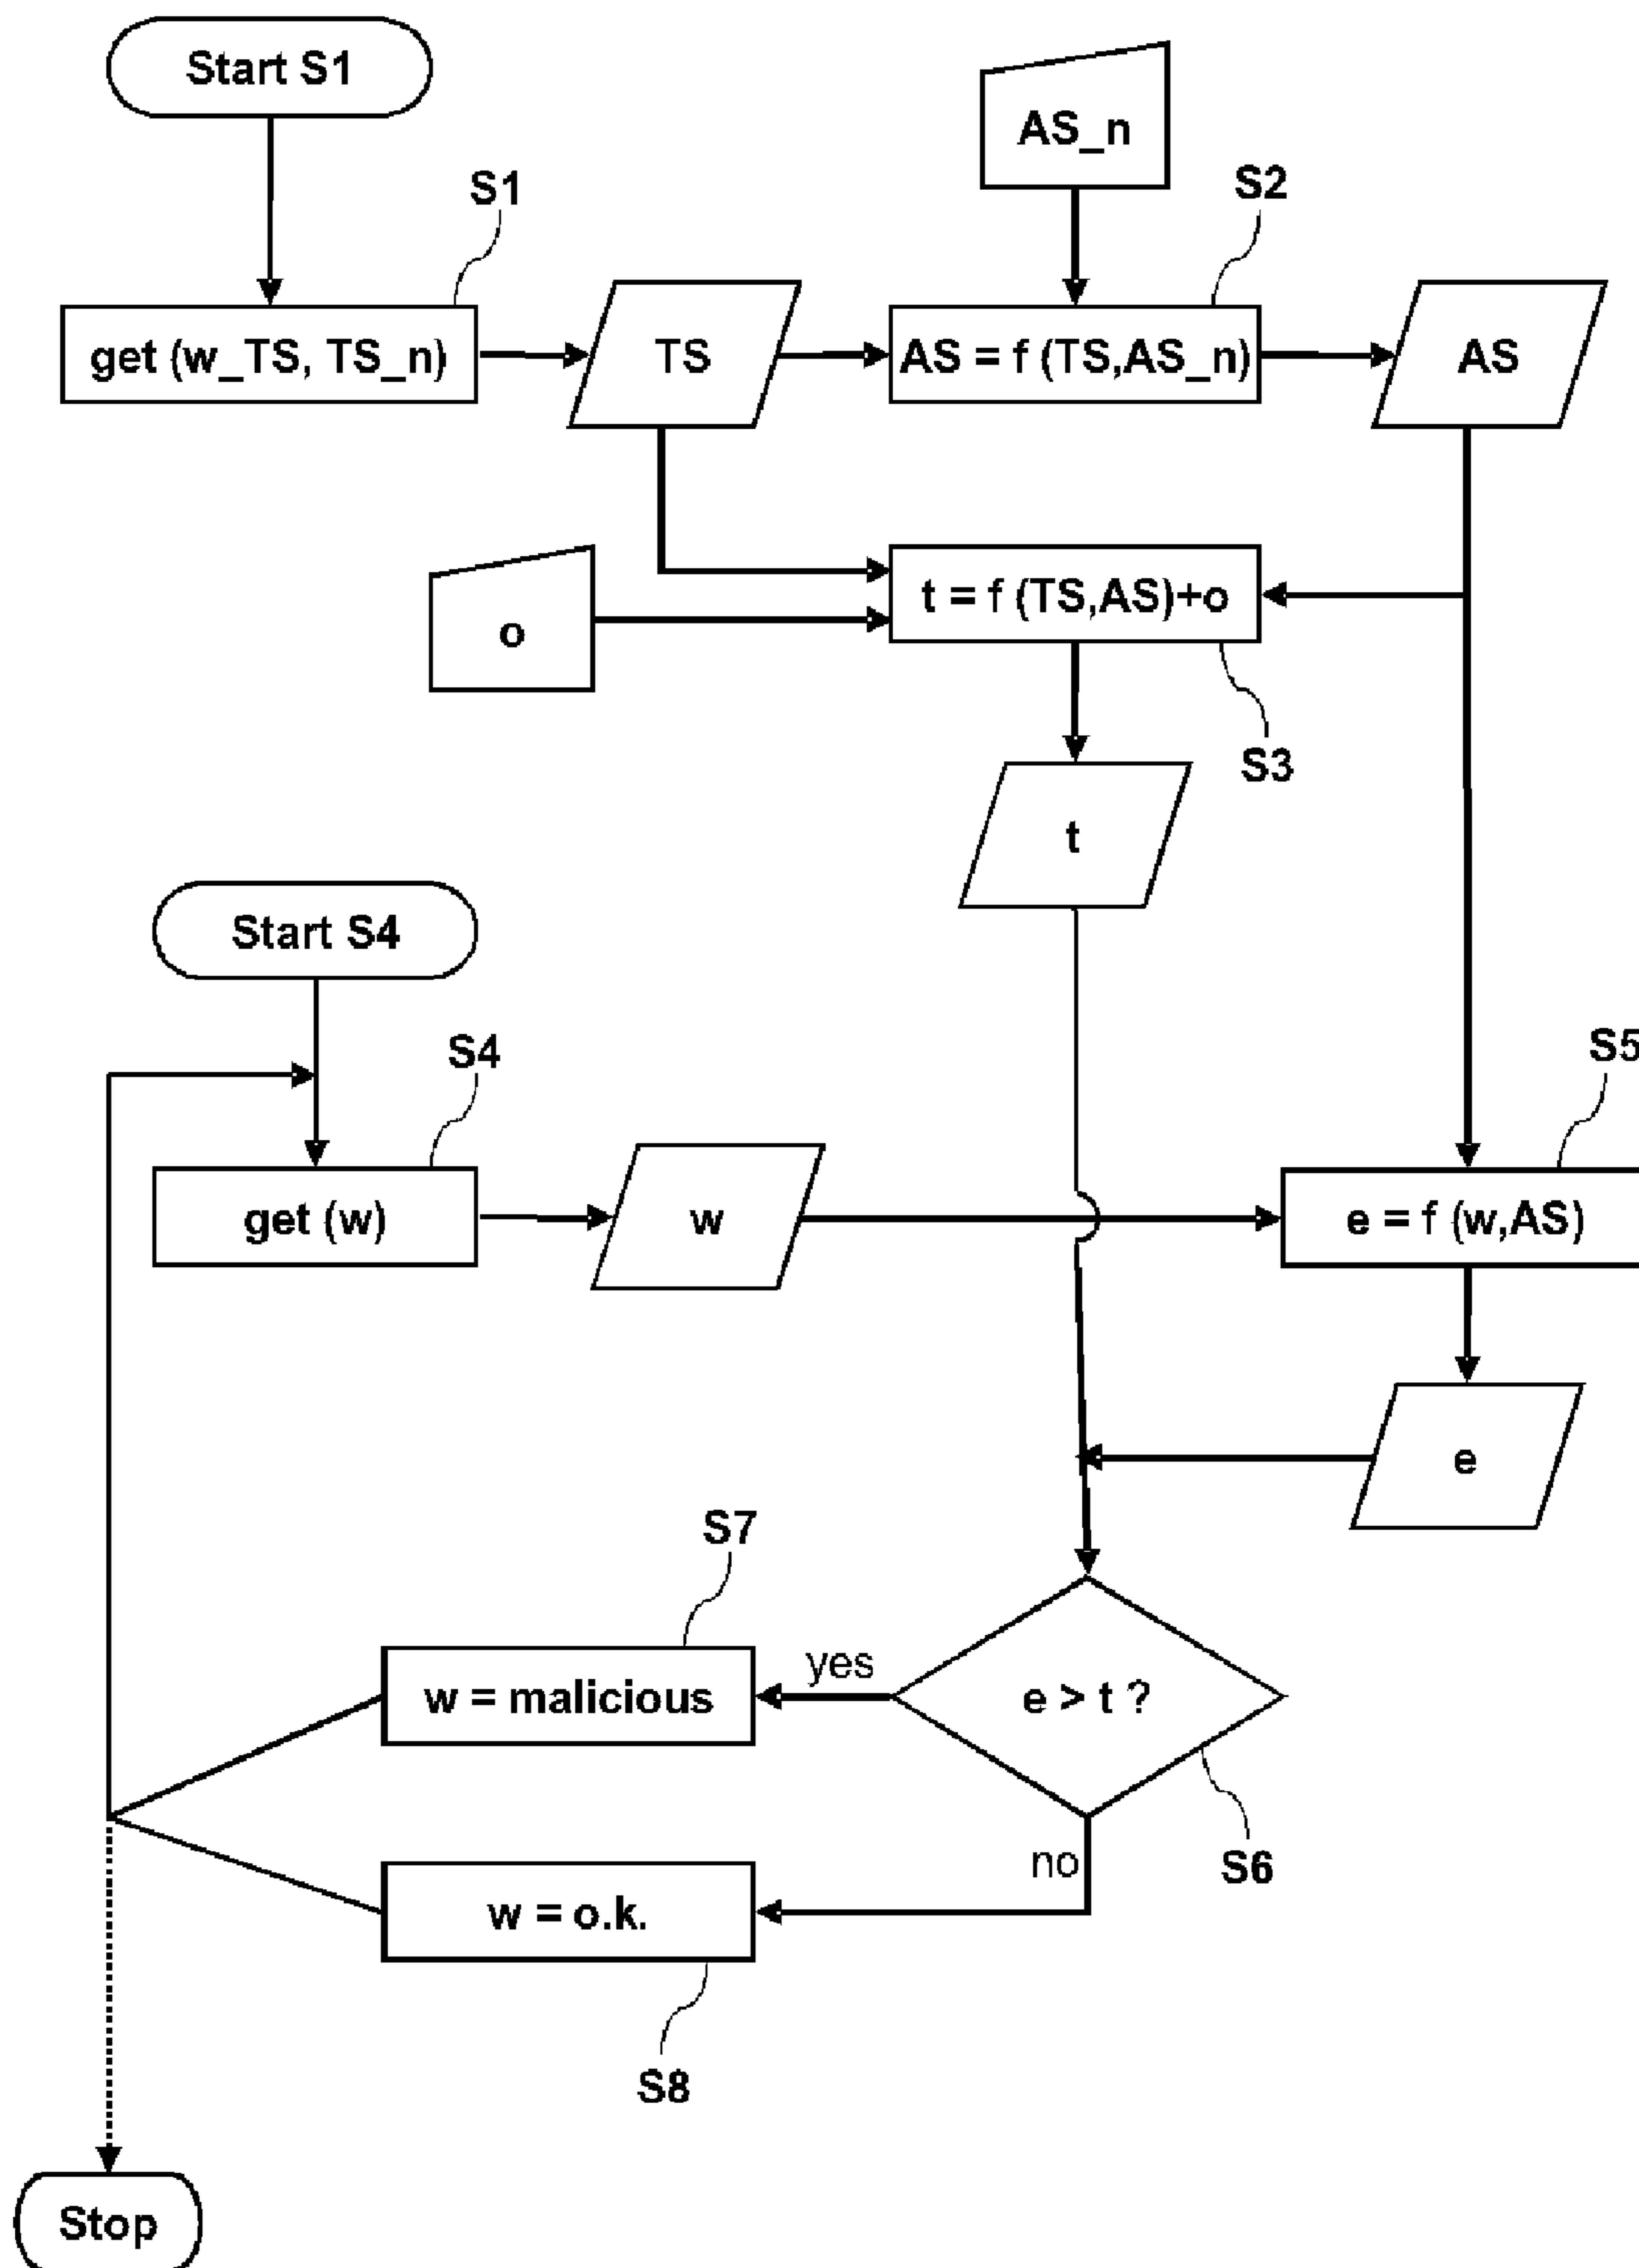 Start S1
AS_n
S1
S2
get (w_TS, TS_n)
TS
AS = f (TS,AS_n)
AS
o
t = f (TS,AS)+o
S3
t
Start S4
S4
S5
get (w)
w
e = f (w,AS)
e
S7
yes
w = malicious
e > t ?
no
S6
w = o.k.
S8
Stop